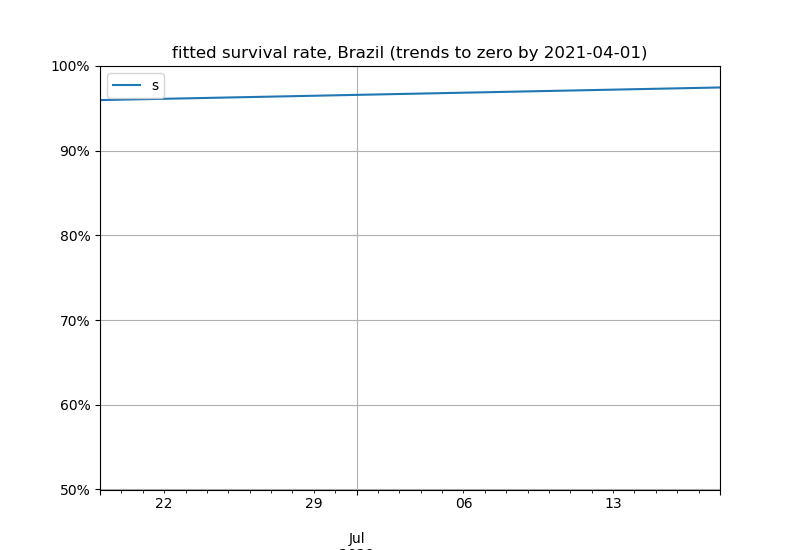 fitted survival rate, Brazil (trends to zero by 2021-04-01)
100%
s
90%
80%
70%
60%
50%
22 29 06 13
Jul